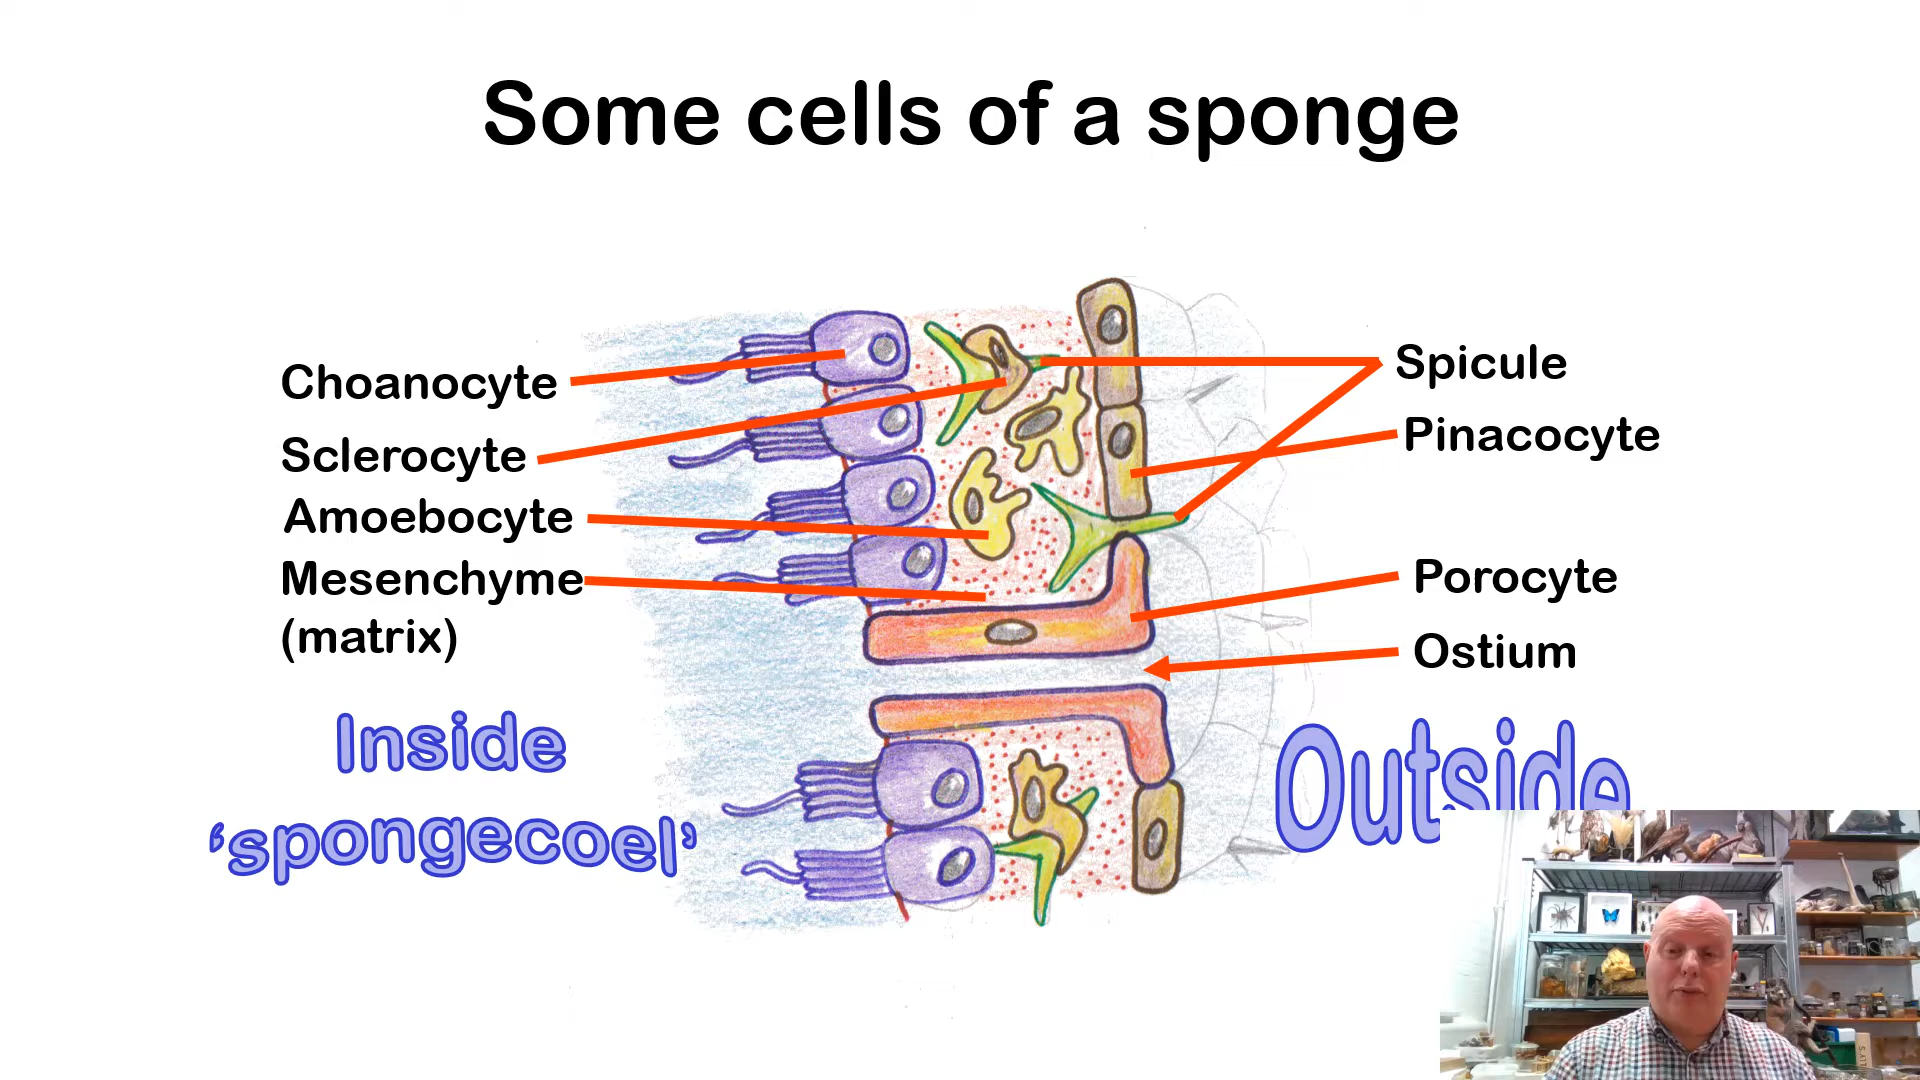 Some cells of a sponge
Choanocyte
Sclerocyte
Amoebocyte
Mesenchyme
(matrix)
Spicule
Pinacocyte
Porocyte
Ostium
Inside
‘spongecoel’
Outside